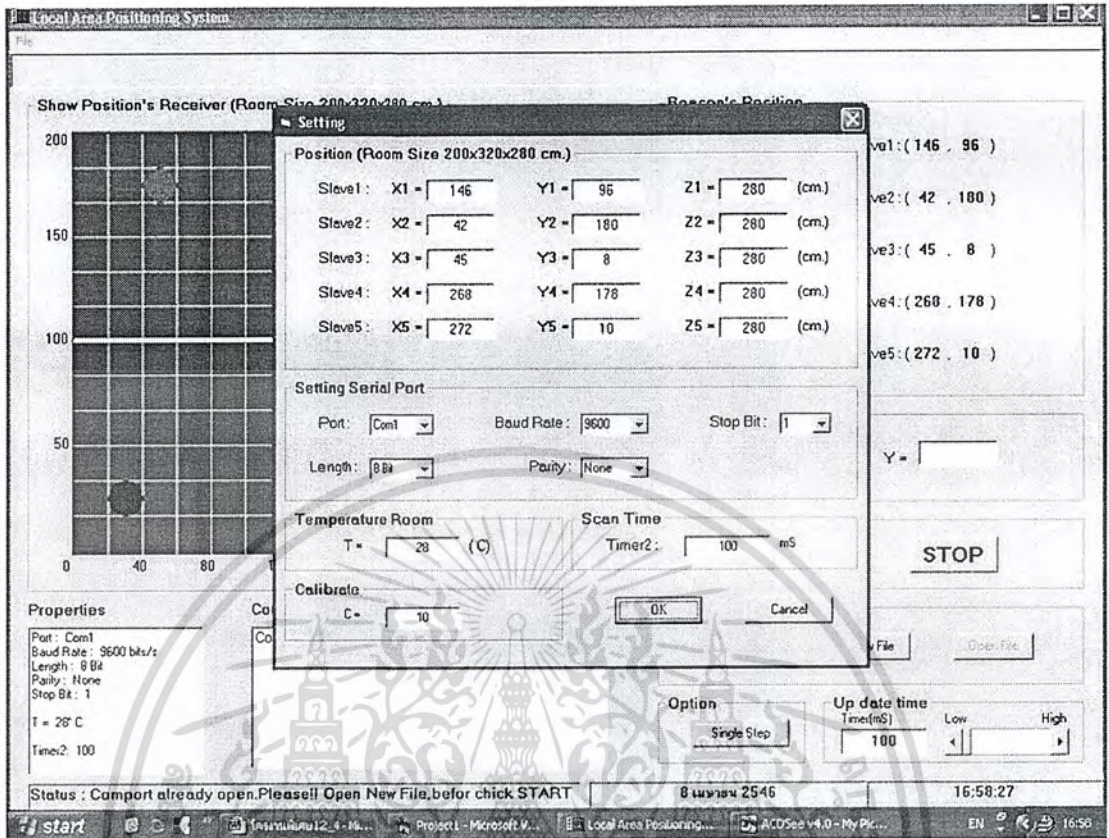 Local Area Positioning System
File
Show Position's Receiver (Room Size 200x320x280 cm.)
Beacon's Position
200
150
100
50
0
40
80
Setting
Position (Room Size 200x320x280 cm.)
Slave1 : X1 = 146 Y1 = 96 Z1 = 280 (cm.)
Slave2 : X2 = 42 Y2 = 180 Z2 = 280 (cm.)
Slave3 : X3 = 45 Y3 = 8 Z3 = 280 (cm.)
Slave4 : X4 = 268 Y4 = 178 Z4 = 280 (cm.)
Slave5 : X5 = 272 Y5 = 10 Z5 = 280 (cm.)
Setting Serial Port
Port : Com1 Baud Rate : 9600 Stop Bit : 1
Length : 8 Bit Parity : None
Temperature Room
T = 28 (C)
Scan Time
Timer2 : 100 mS
Calibrate
C = 10
OK Cancel
ve1:( 146 , 96 )
ve2:( 42 , 180 )
ve3:( 45 , 8 )
ve4:( 268 , 178 )
ve5:( 272 , 10 )
Y =
STOP
Properties
Port : Com1
Baud Rate : 9600 bits/s
Length : 8 Bit
Parity : None
Stop Bit : 1
T = 28° C
Timer2: 100
Co
Co
w File Open File
Option
Single Step
Up date time
Timer(mS)
100
Low High
Status : Comport already open.Please!! Open New File,befor chick START
8 เมษายน 2546
16:58:27
start
Project1 - Microsoft V...
Local Area Positioning...
ACDSee v4.0 - My Pic...
EN
16:58